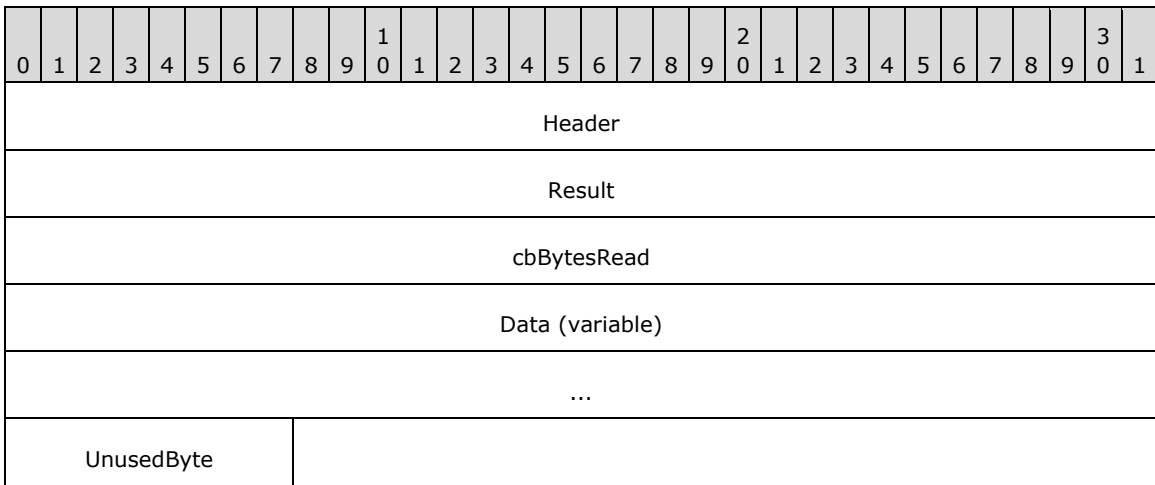 1 2 3
0 1 2 3 4 5 6 7 8 9 0 1 2 3 4 5 6 7 8 9 0 1 2 3 4 5 6 7 8 9 0 1
Header
Result
cbBytesRead
Data (variable)
...
UnusedByte